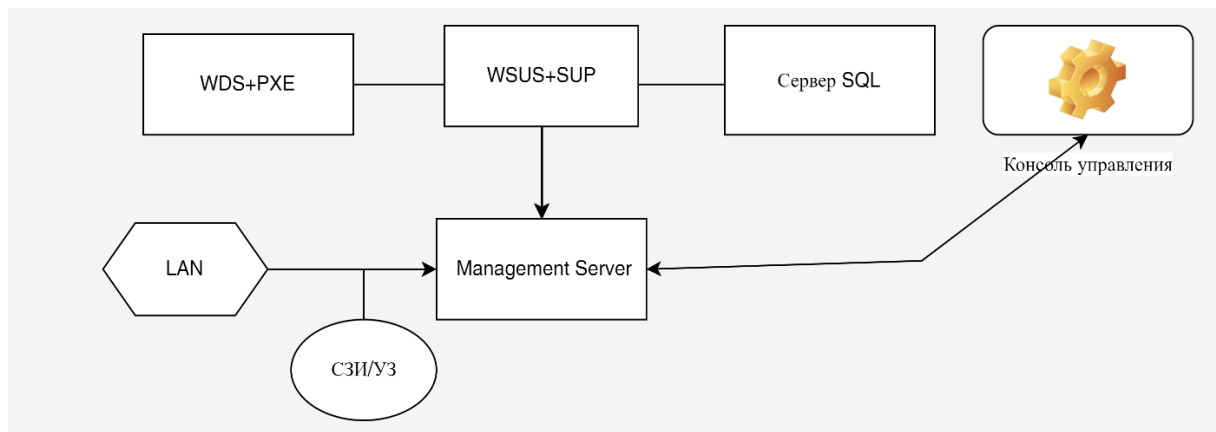 WDS+PXE
WSUS+SUP
Сервер SQL
Консоль управления
LAN
Management Server
СЗИ/УЗ